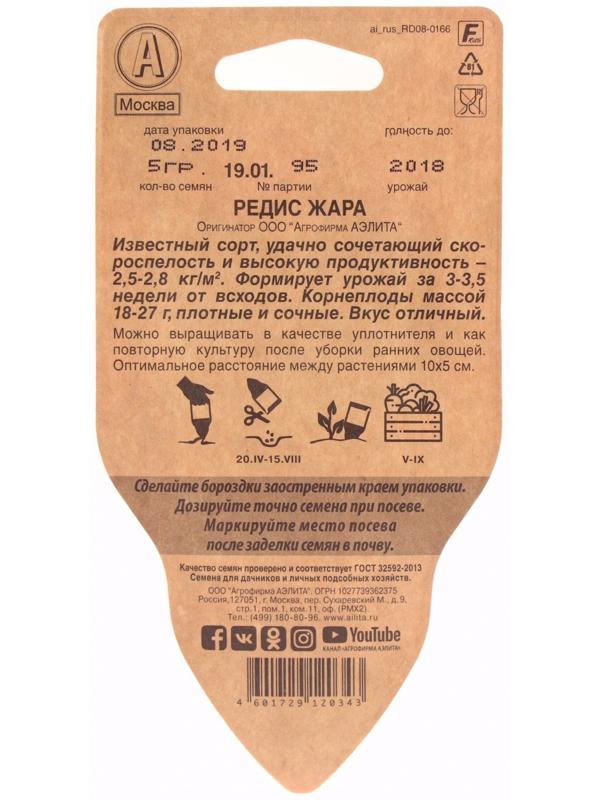 ai_rus_RD08-0166
F
RUS
81
А
Москва
дата упаковки
годность до:
08.2019
5гр. 19.01. 95 2018
кол-во семян № партии урожай
РЕДИС ЖАРА
Оригинатор ООО "Агрофирма АЭЛИТА"
Известный сорт, удачно сочетающий ско-
роспелость и высокую продуктивность –
2,5-2,8 кг/м². Формирует урожай за 3-3,5
недели от всходов. Корнеплоды массой
18-27 г, плотные и сочные. Вкус отличный.
Можно выращивать в качестве уплотнителя и как
повторную культуру после уборки ранних овощей.
Оптимальное расстояние между растениями 10х5 см.
20.IV-15.VIII V-IX
Сделайте бороздки заостренным краем упаковки.
Дозируйте точно семена при посеве.
Маркируйте место посева
после заделки семян в почву.
Качество семян проверено и соответствует ГОСТ 32592-2013
Семена для дачников и личных подсобных хозяйств.
ООО "Агрофирма АЭЛИТА". ОГРН 1027739362375
Россия,127051, г. Москва, пер. Сухаревский М., д.9,
стр.1, пом.1, ком.11, оф. (РМХ2).
Тел.: (499) 180-80-96. www.ailita.ru
YouTube
КАНАЛ «АГРОФИРМА АЭЛИТА»
4 601729 120343